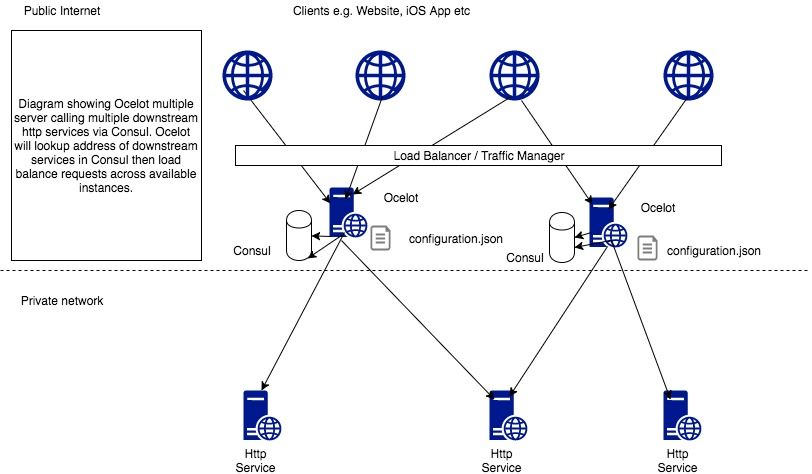 Public Internet
Clients e.g. Website, iOS App etc
Diagram showing Ocelot multiple
server calling multiple downstream
http services via Consul. Ocelot
will lookup address of downstream
services in Consul then load
balance requests across available
instances.
Load Balancer / Traffic Manager
Ocelot
Consul
configuration.json
Ocelot
Consul
configuration.json
Private network
Http
Service
Http
Service
Http
Service